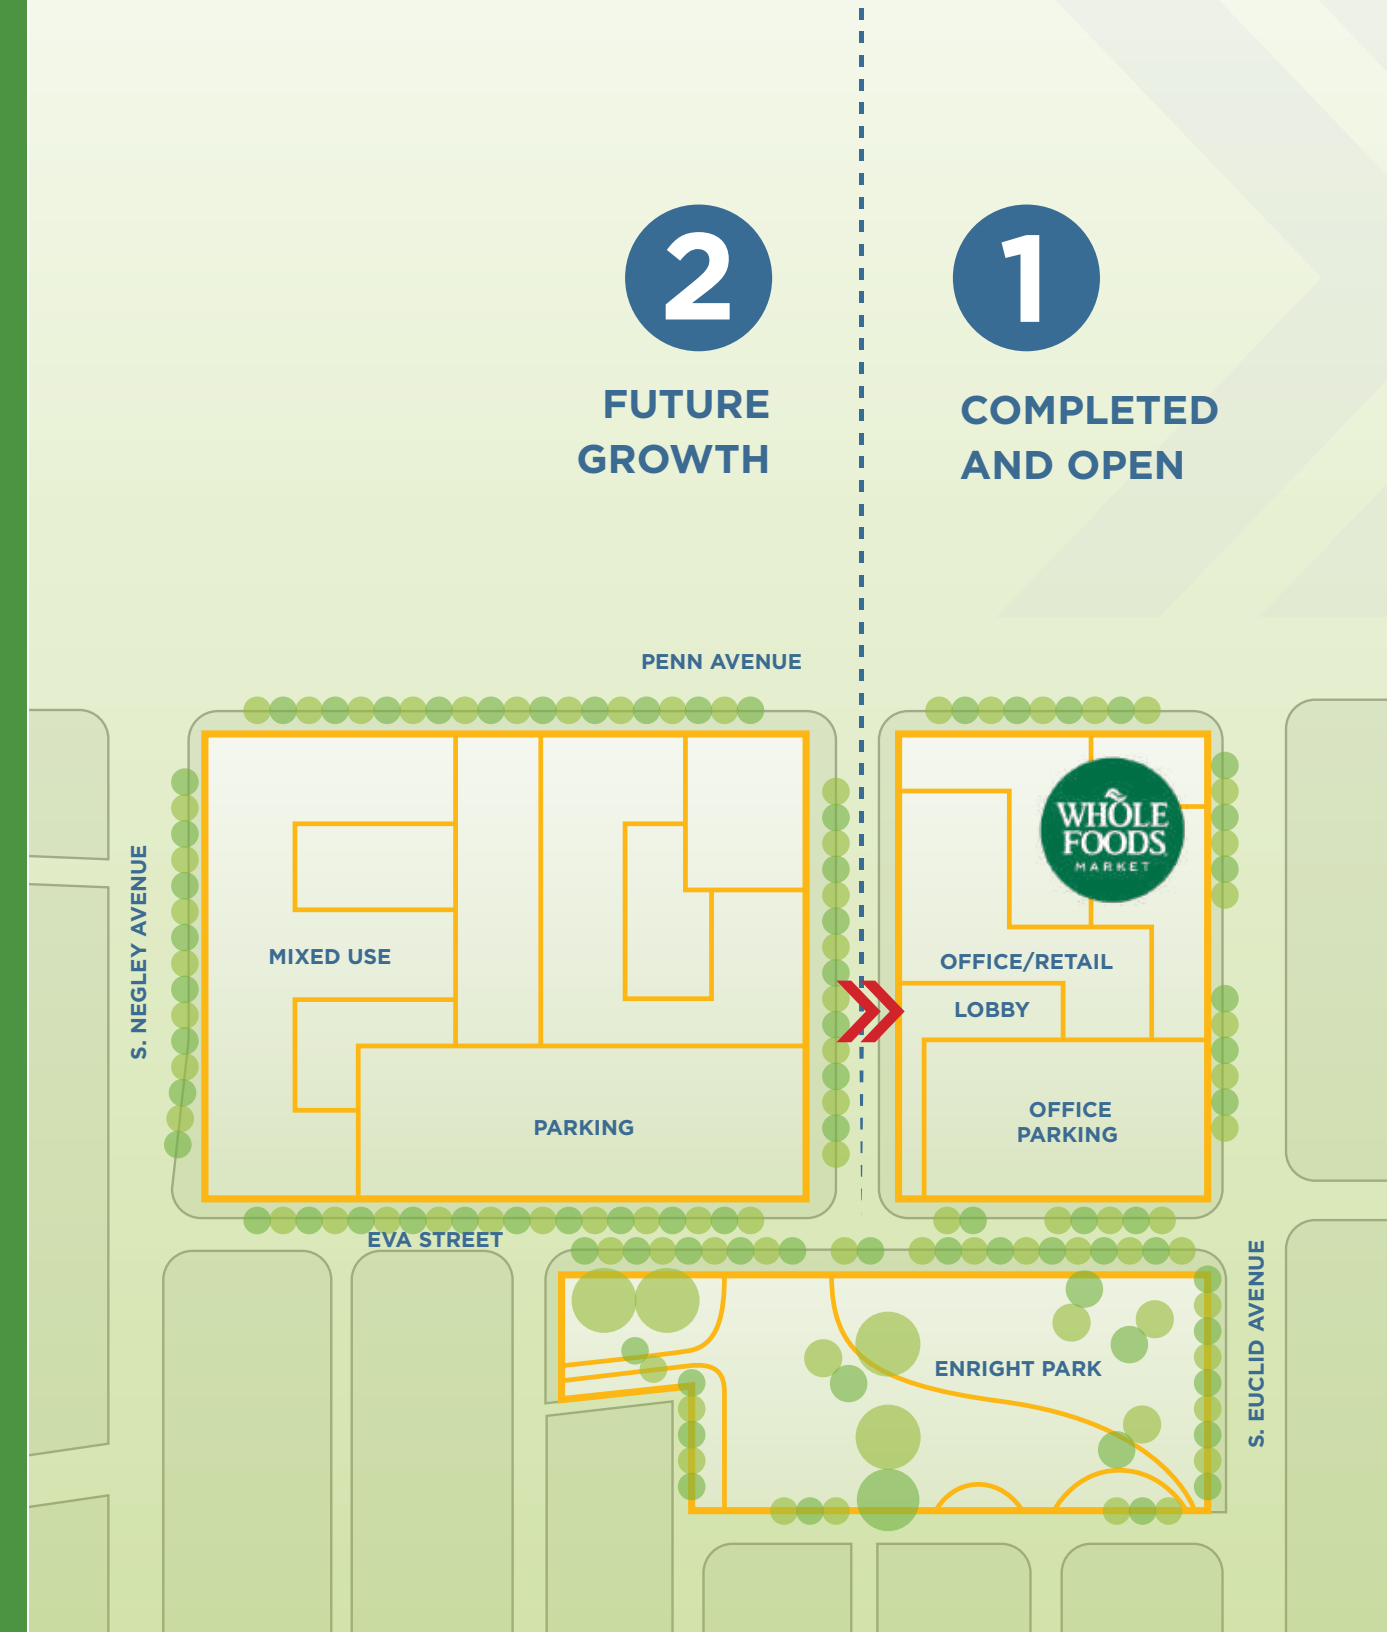 2
FUTURE
GROWTH
1
COMPLETED
AND OPEN
PENN AVENUE
S. NEGLEY AVENUE
MIXED USE
PARKING
EVA STREET
WHOLE
FOODS
MARKET
OFFICE/RETAIL
LOBBY
OFFICE
PARKING
ENRIGHT PARK
S. EUCLID AVENUE